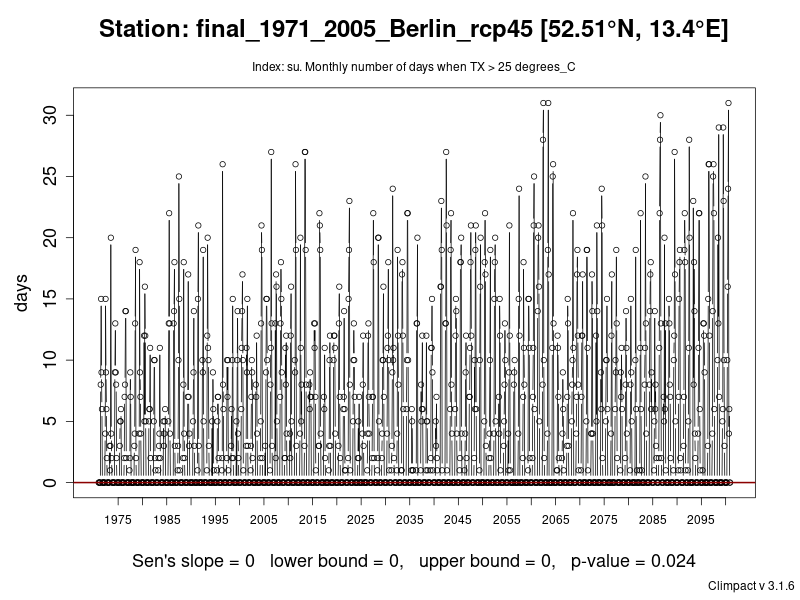 Station: final_1971_2005_Berlin_rcp45 [52.51°N, 13.4°E]
Index: su. Monthly number of days when TX > 25 degrees_C
days
30
25
20
15
10
5
0
1975 1985 1995 2005 2015 2025 2035 2045 2055 2065 2075 2085 2095
Sen's slope = 0 lower bound = 0, upper bound = 0, p-value = 0.024
Climpact v 3.1.6